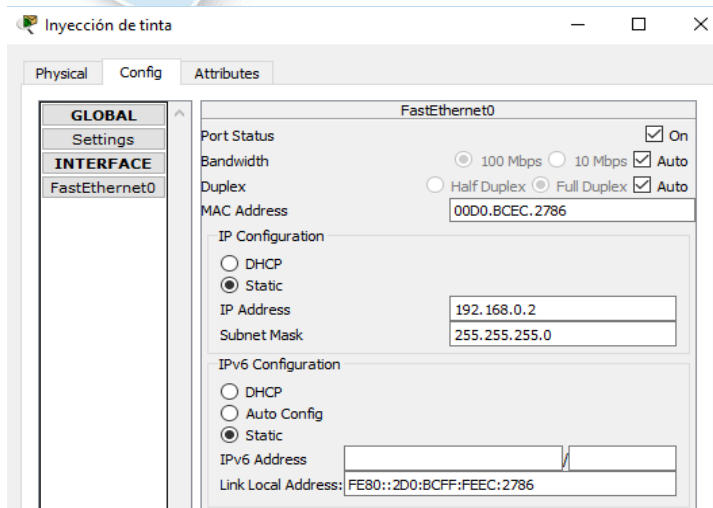 Inyección de tinta
Physical Config Attributes
GLOBAL
Settings
INTERFACE
FastEthernet0
FastEthernet0
Port Status On
Bandwidth 100 Mbps 10 Mbps Auto
Duplex Half Duplex Full Duplex Auto
MAC Address 00D0.BCEC.2786
IP Configuration
DHCP
Static
IP Address 192.168.0.2
Subnet Mask 255.255.255.0
IPv6 Configuration
DHCP
Auto Config
Static
IPv6 Address /
Link Local Address: FE80::2D0:BCFF:FEEC:2786